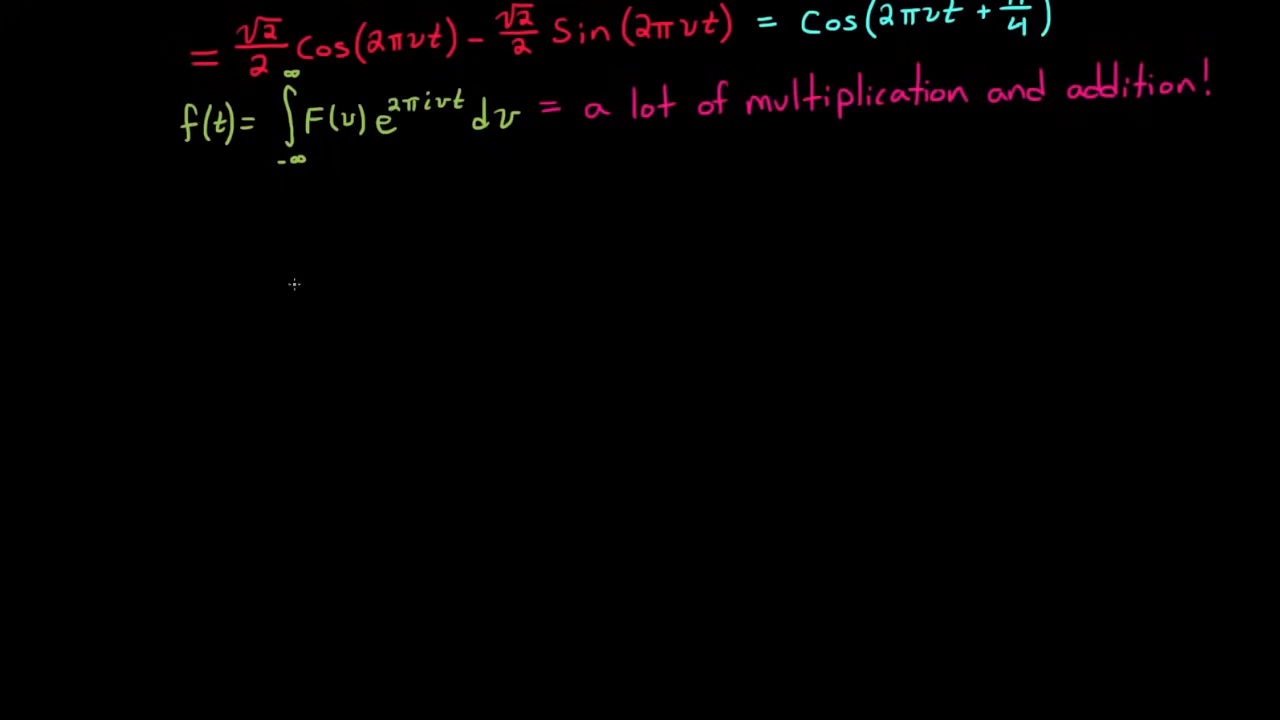 = √2/2 Cos(2πνt) - √2/2 Sin(2πνt) = Cos(2πνt + π/4)
f(t)= ∫_{-∞}^{∞} F(ν) e^{2πiνt} dν = a lot of multiplication and addition!